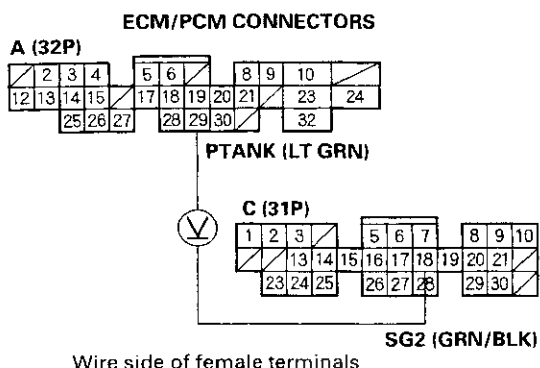 ECM/PCM CONNECTORS
A (32P)
2 3 4 5 6 8 9 10
12 13 14 15 17 18 19 20 21 23 24
25 26 27 28 29 30 32
PTANK (LT GRN)
V
C (31P)
1 2 3 5 6 7 8 9 10
13 14 15 16 17 18 19 20 21
23 24 25 26 27 28 29 30
SG2 (GRN/BLK)
Wire side of female terminals